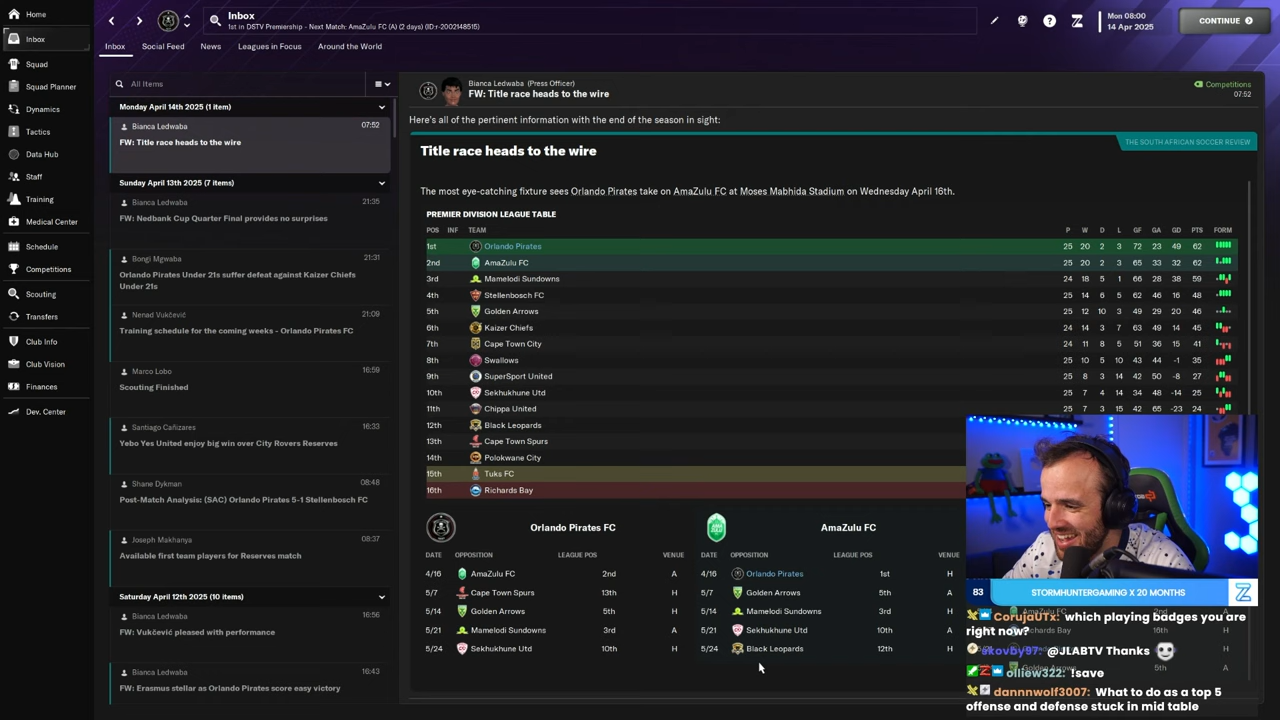 Home
Inbox
Squad
Squad Planner
Dynamics
Tactics
Data Hub
Staff
Training
Medical Center
Schedule
Competitions
Scouting
Transfers
Club Info
Club Vision
Finances
Dev. Center
Inbox
1st in DSTV Premiership - Next Match: AmaZulu FC (A) (2 days) (ID:r-2002148515)
Mon 08:00
14 Apr 2025
CONTINUE
Inbox Social Feed News Leagues in Focus Around the World
All Items
Monday April 14th 2025 (1 item)
Bianca Ledwaba 07:52
FW: Title race heads to the wire
Sunday April 13th 2025 (7 items)
Bianca Ledwaba 21:35
FW: Nedbank Cup Quarter Final provides no surprises
Bongi Mgwaba 21:31
Orlando Pirates Under 21s suffer defeat against Kaizer Chiefs
Under 21s
Nenad Vukčević 21:09
Training schedule for the coming weeks - Orlando Pirates FC
Marco Lobo 16:59
Scouting Finished
Santiago Cañizares 16:33
Yebo Yes United enjoy big win over City Rovers Reserves
Shane Dykman 08:48
Post-Match Analysis: (SAC) Orlando Pirates 5-1 Stellenbosch FC
Joseph Makhanya 08:37
Available first team players for Reserves match
Saturday April 12th 2025 (10 items)
Bianca Ledwaba 16:56
FW: Vukčević pleased with performance
Bianca Ledwaba 16:43
FW: Erasmus stellar as Orlando Pirates score easy victory
Bianca Ledwaba (Press Officer)
FW: Title race heads to the wire
Competitions
07:52
Here's all of the pertinent information with the end of the season in sight:
THE SOUTH AFRICAN SOCCER REVIEW
Title race heads to the wire
The most eye-catching fixture sees Orlando Pirates take on AmaZulu FC at Moses Mabhida Stadium on Wednesday April 16th.
PREMIER DIVISION LEAGUE TABLE
POS INF TEAM P W D L GF GA GD PTS FORM
1st Orlando Pirates 25 20 2 3 72 23 49 62
2nd AmaZulu FC 25 20 2 3 65 33 32 62
3rd Mamelodi Sundowns 24 18 5 1 66 28 38 59
4th Stellenbosch FC 25 14 6 5 62 46 16 48
5th Golden Arrows 25 12 10 3 49 29 20 46
6th Kaizer Chiefs 24 14 3 7 63 49 14 45
7th Cape Town City 24 11 8 5 51 36 15 41
8th Swallows 25 10 5 10 43 44 -1 35
9th SuperSport United 25 8 3 14 42 50 -8 27
10th Sekhukhune Utd 25 7 4 14 34 48 -14 25
11th Chippa United 25 7 3 15 42 65 -23 24
12th Black Leopards
13th Cape Town Spurs
14th Polokwane City
15th Tuks FC
16th Richards Bay
Orlando Pirates FC
DATE OPPOSITION LEAGUE POS VENUE
4/16 AmaZulu FC 2nd A
5/7 Cape Town Spurs 13th H
5/14 Golden Arrows 5th H
5/21 Mamelodi Sundowns 3rd A
5/24 Sekhukhune Utd 10th H
AmaZulu FC
DATE OPPOSITION LEAGUE POS VENUE
4/16 Orlando Pirates 1st H
5/7 Golden Arrows 5th A
5/14 Mamelodi Sundowns 3rd H
5/21 Sekhukhune Utd 10th A
5/24 Black Leopards 12th H
83 STORMHUNTERGAMING X 20 MONTHS
CorujaUTx: which playing badges you are
right now?
ekovby97: @JLABTV Thanks
olliew322: !save
dannnwolf3007: What to do as a top 5
offense and defense stuck in mid table